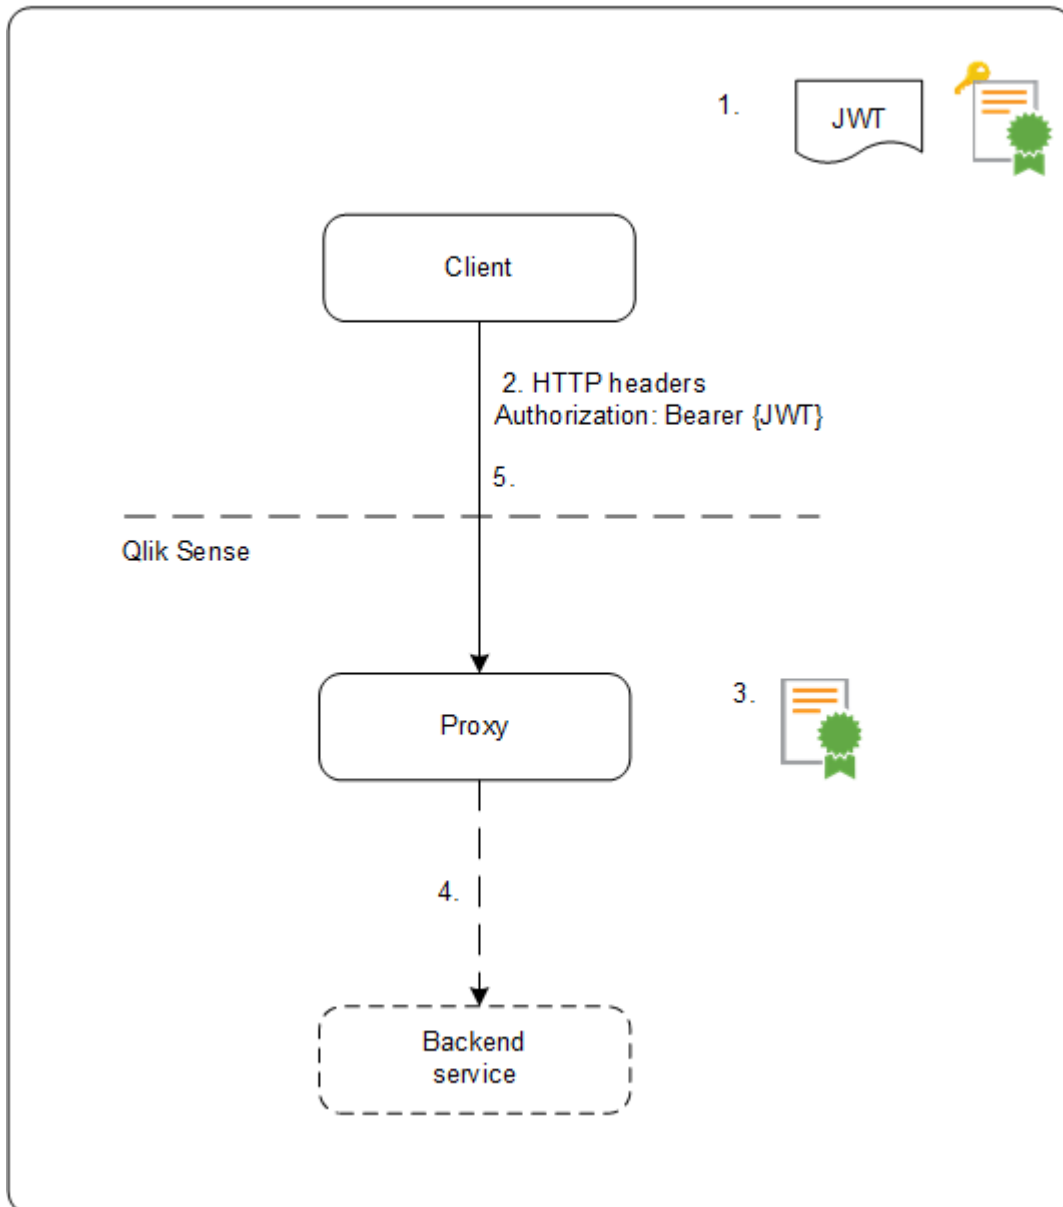 1.
JWT
Client
2. HTTP headers
Authorization: Bearer {JWT}
5.
Qlik Sense
Proxy
3.
4.
Backend
service